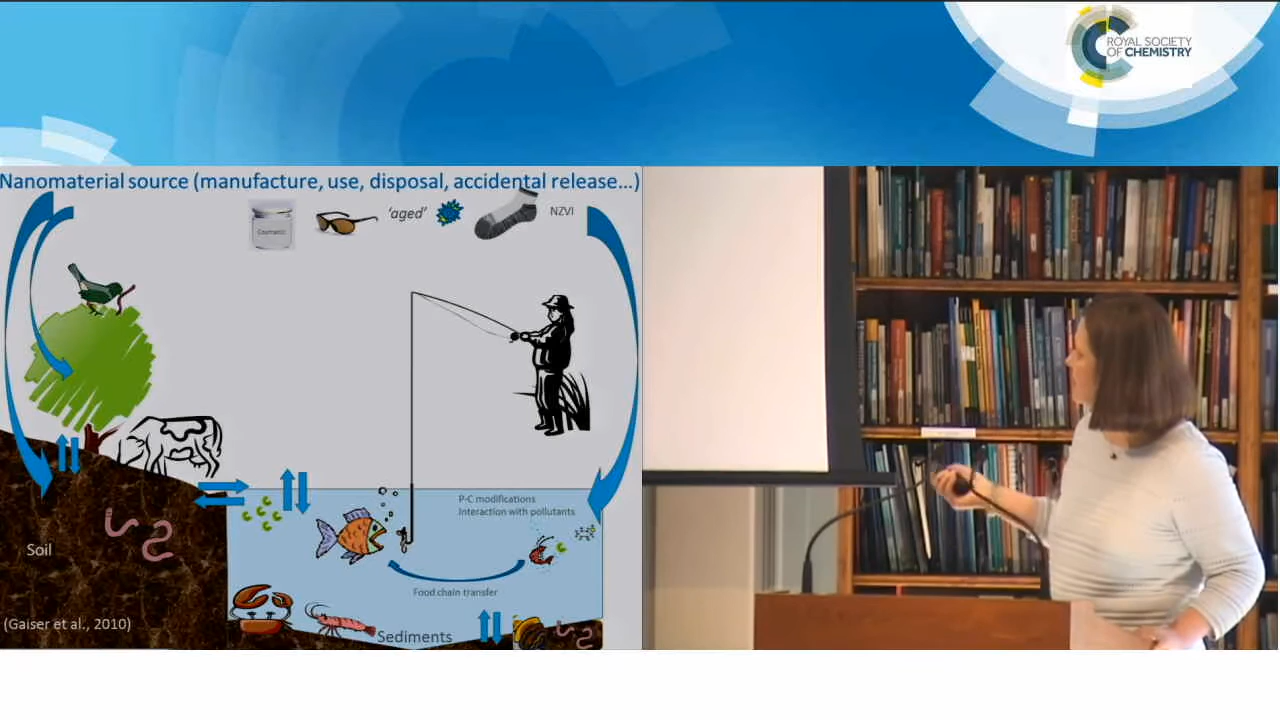 ROYAL SOCIETY
OF CHEMISTRY
Nanomaterial source (manufacture, use, disposal, accidental release...)
Cosmetic
'aged'
NZVI
P-C modifications
Interaction with pollutants
Soil
Food chain transfer
(Gaiser et al., 2010)
Sediments